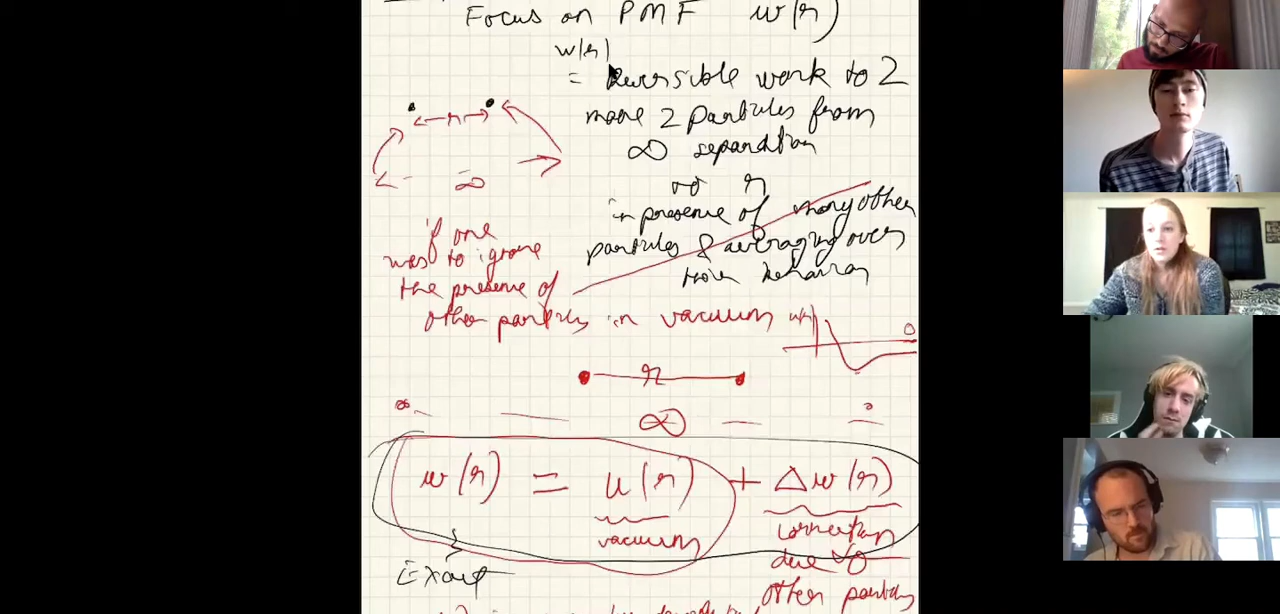 Focus on PMF w(r)
w(r)
= Reversible work to 2
move 2 particles from
∞ separation
to r
in presence of many other
particles & averaging over
their behavior
← r →
∞
if one
was to ignore
the presence of
other particles in vacuum
w(r)
0
r
∞
w(r) = u(r) + Δw(r)
vacuum
correction
due to
other particles
Exact